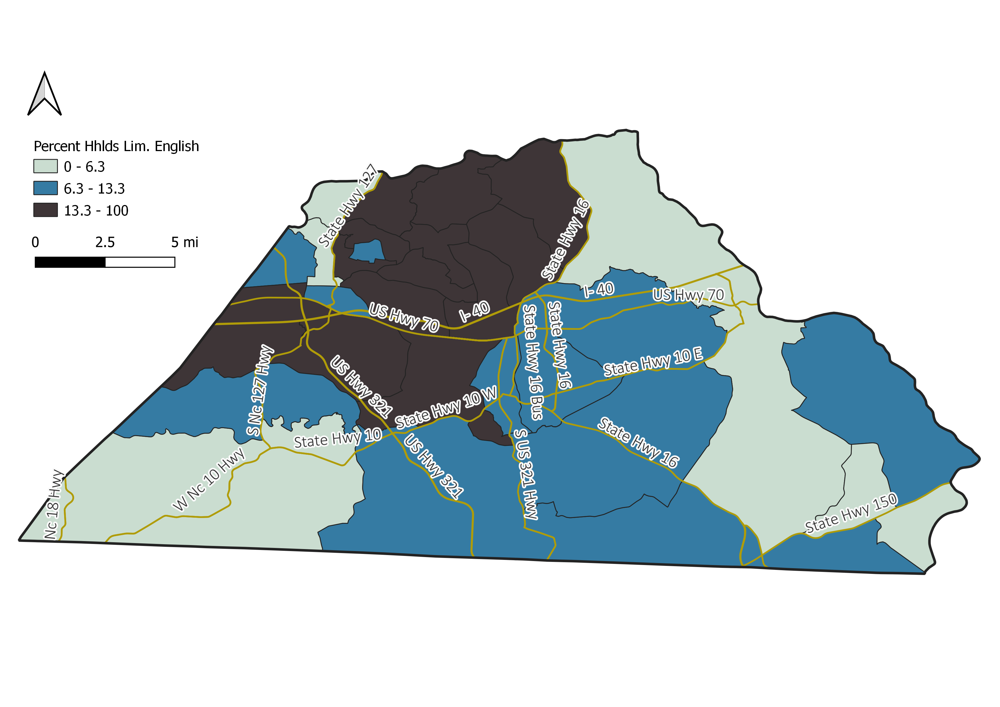 Percent Hhlds Lim. English
0 - 6.3
6.3 - 13.3
13.3 - 100
0 2.5 5 mi
State Hwy 127
State Hwy 16
I- 40
US Hwy 70
US Hwy 70
I- 40
State Hwy 16 Bus
State Hwy 16
State Hwy 10 E
S Nc 127 Hwy
US Hwy 321
State Hwy 10 W
State Hwy 10
State Hwy 16
US Hwy 321
S US 321 Hwy
W Nc 10 Hwy
Nc 18 Hwy
State Hwy 150